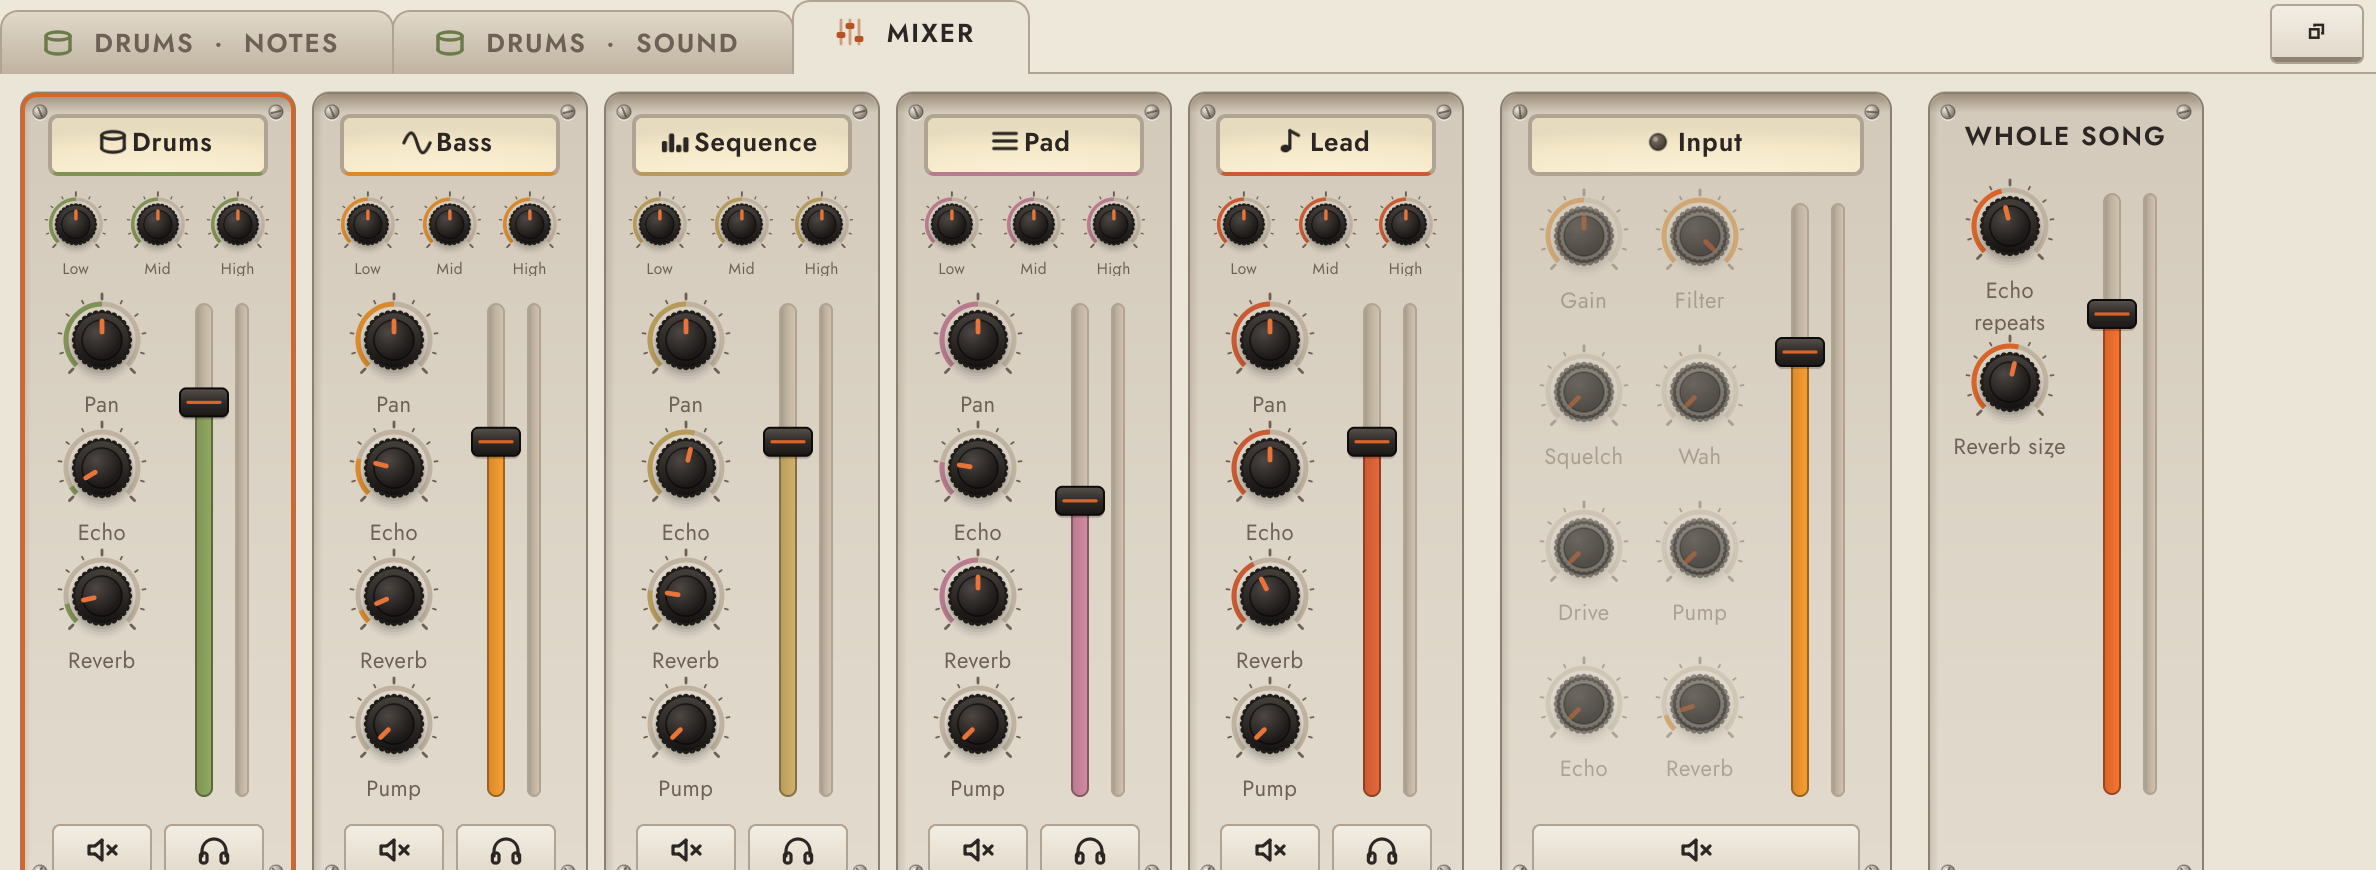 DRUMS · NOTES
DRUMS · SOUND
MIXER
Drums
Low Mid High
Pan
Echo
Reverb
Bass
Low Mid High
Pan
Echo
Reverb
Pump
Sequence
Low Mid High
Pan
Echo
Reverb
Pump
Pad
Low Mid High
Pan
Echo
Reverb
Pump
Lead
Low Mid High
Pan
Echo
Reverb
Pump
Input
Gain Filter
Squelch Wah
Drive Pump
Echo Reverb
WHOLE SONG
Echo
repeats
Reverb size